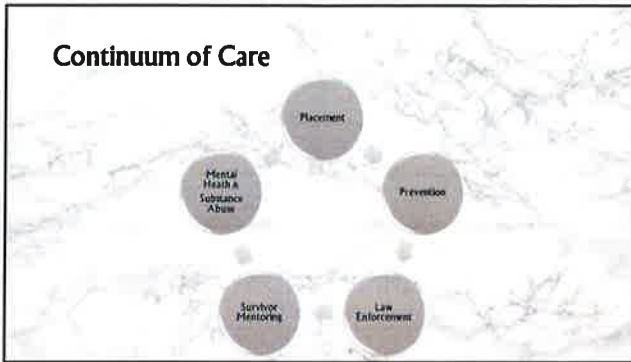 Continuum of Care
Placement
Prevention
Law
Enforcement
Survivor
Mentoring
Mental
Heath &
Substance
Abuse